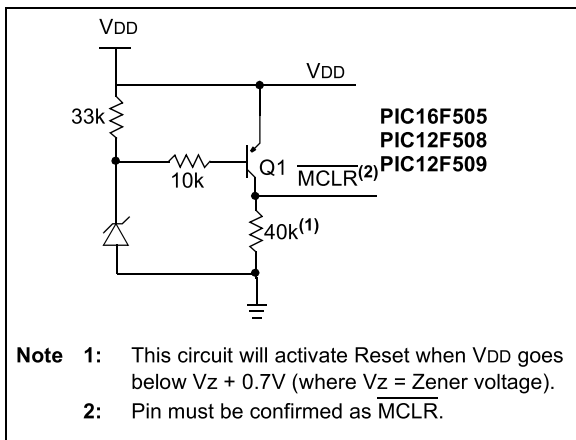 VDD
VDD
33k
PIC16F505
PIC12F508
PIC12F509
Q1
MCLR(2)
10k
40k(1)
Note 1: This circuit will activate Reset when VDD goes
below Vz + 0.7V (where Vz = Zener voltage).
2: Pin must be confirmed as MCLR.